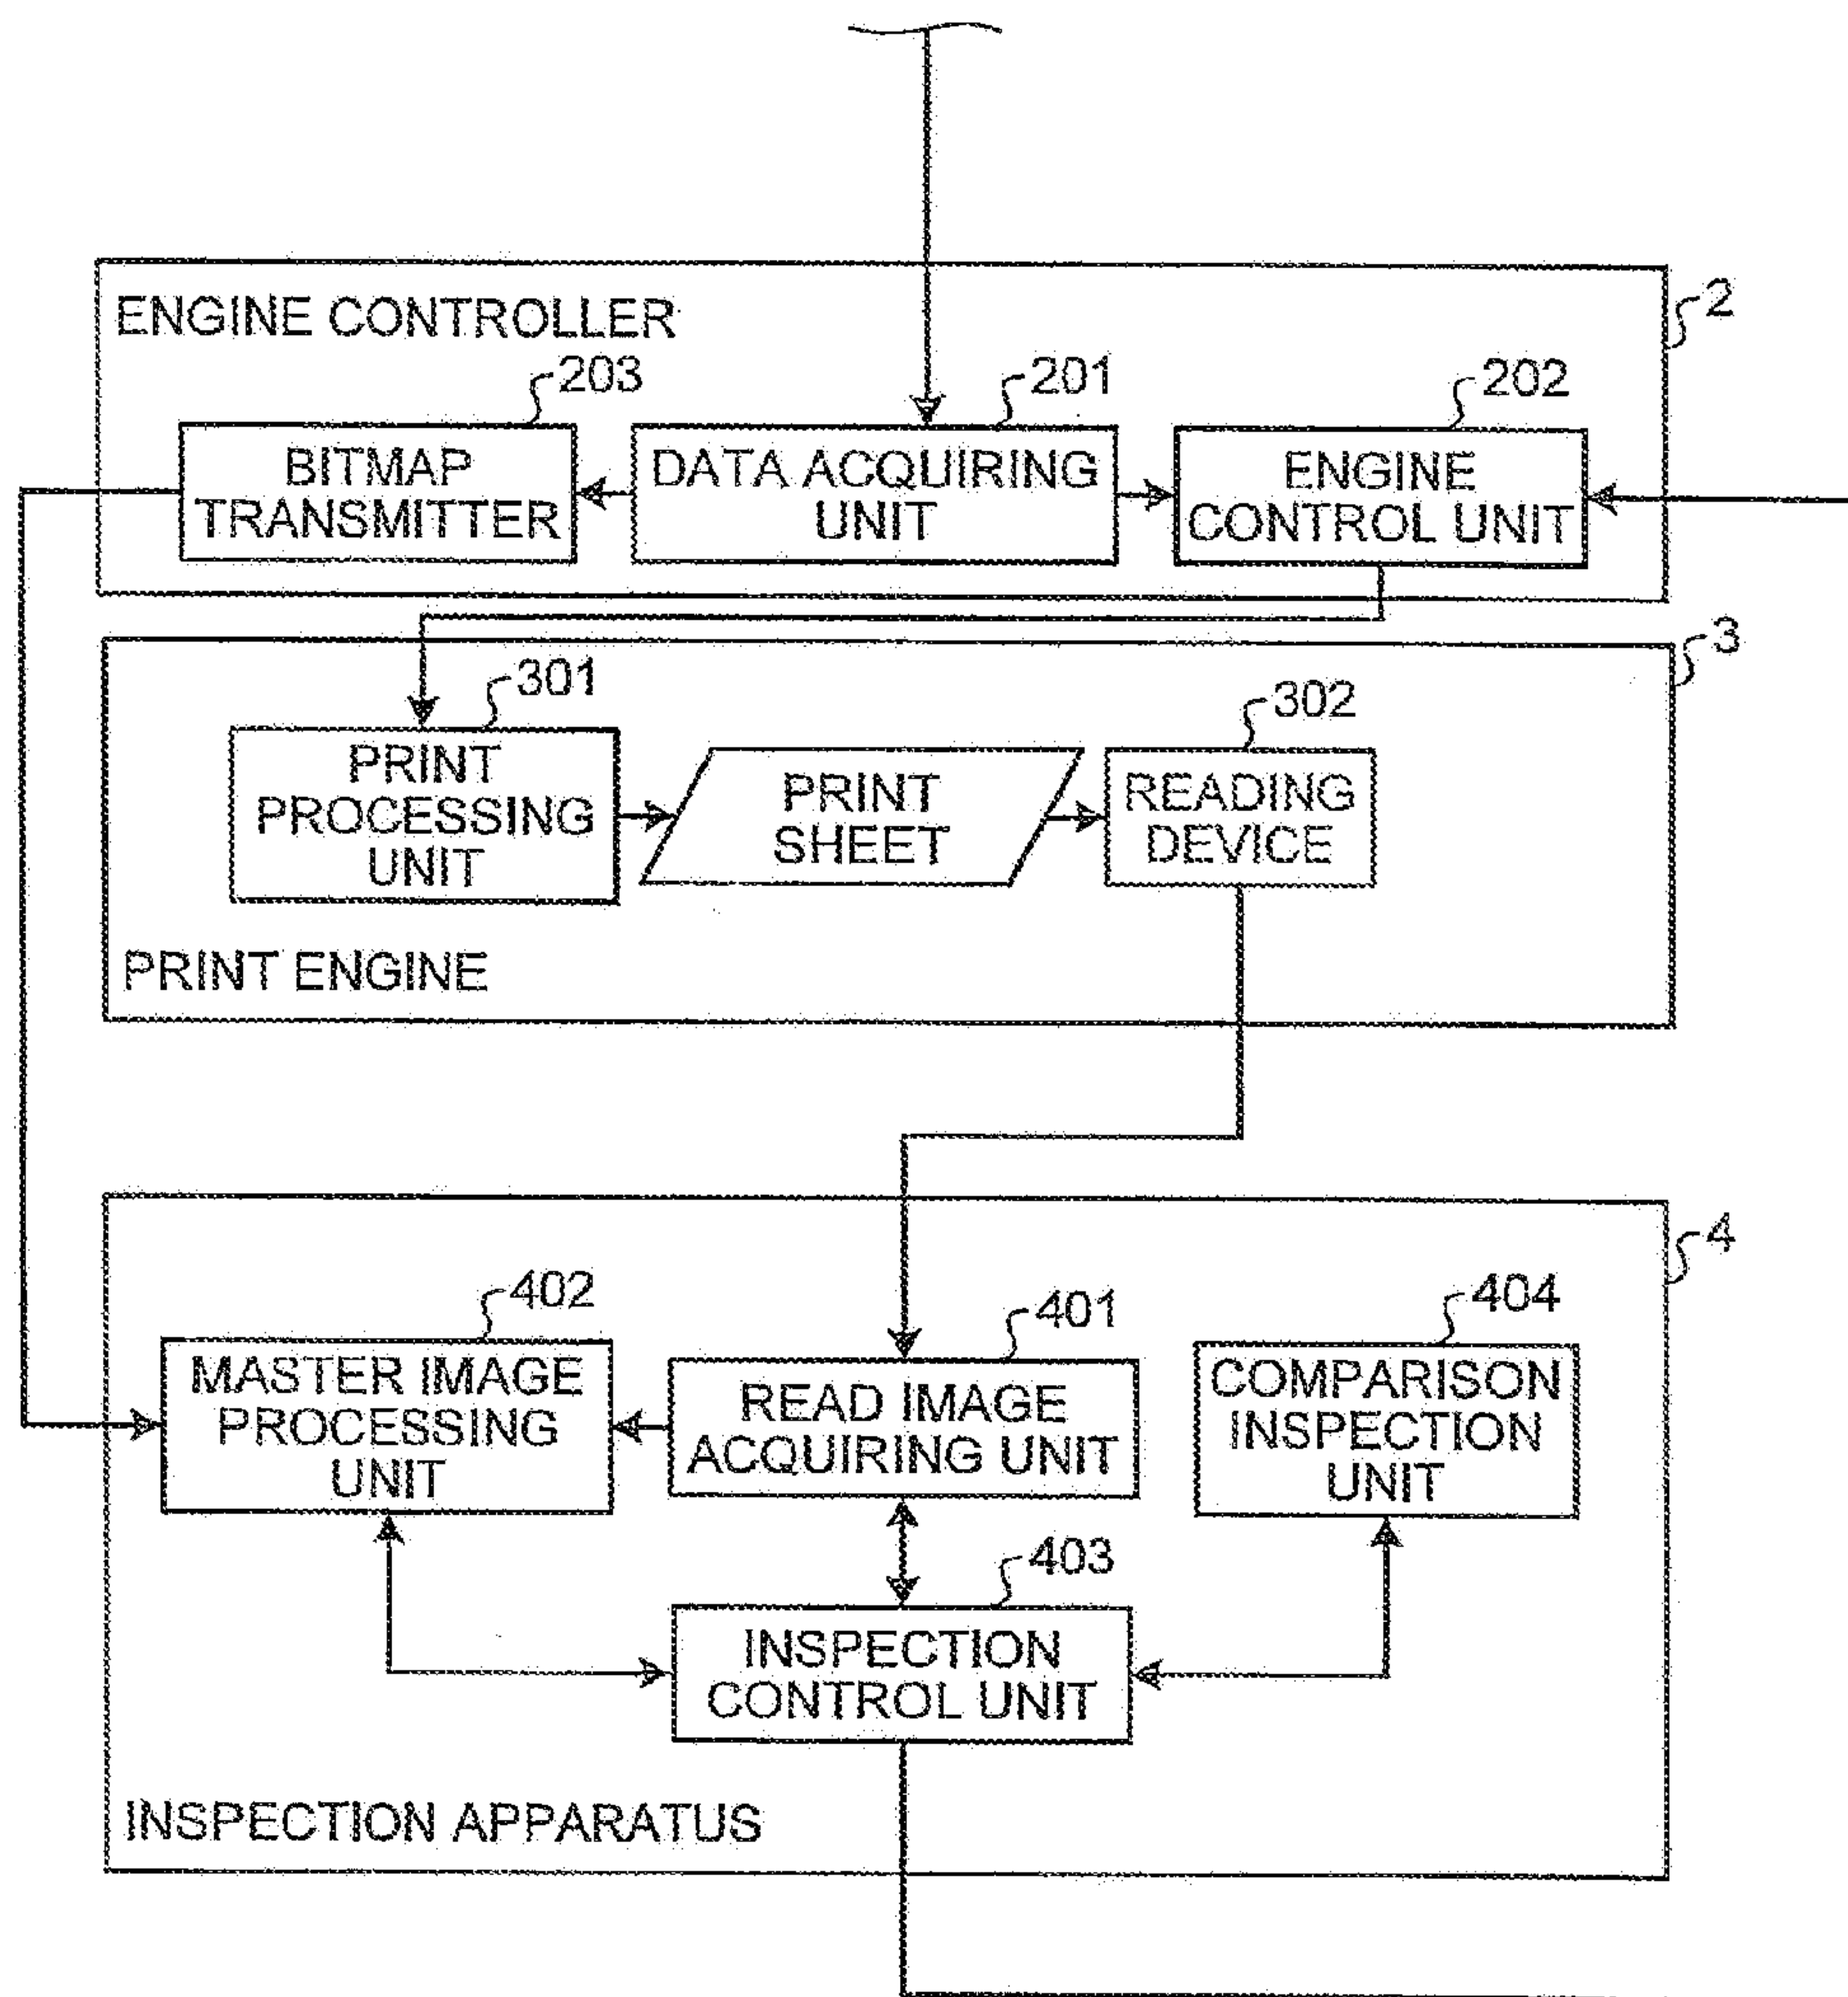 2
ENGINE CONTROLLER
203
201
202
BITMAP
TRANSMITTER
DATA ACQUIRING
UNIT
ENGINE
CONTROL UNIT
3
301
302
PRINT
PROCESSING
UNIT
PRINT
SHEET
READING
DEVICE
PRINT ENGINE
4
402
401
404
MASTER IMAGE
PROCESSING
UNIT
READ IMAGE
ACQUIRING UNIT
COMPARISON
INSPECTION
UNIT
403
INSPECTION
CONTROL UNIT
INSPECTION APPARATUS